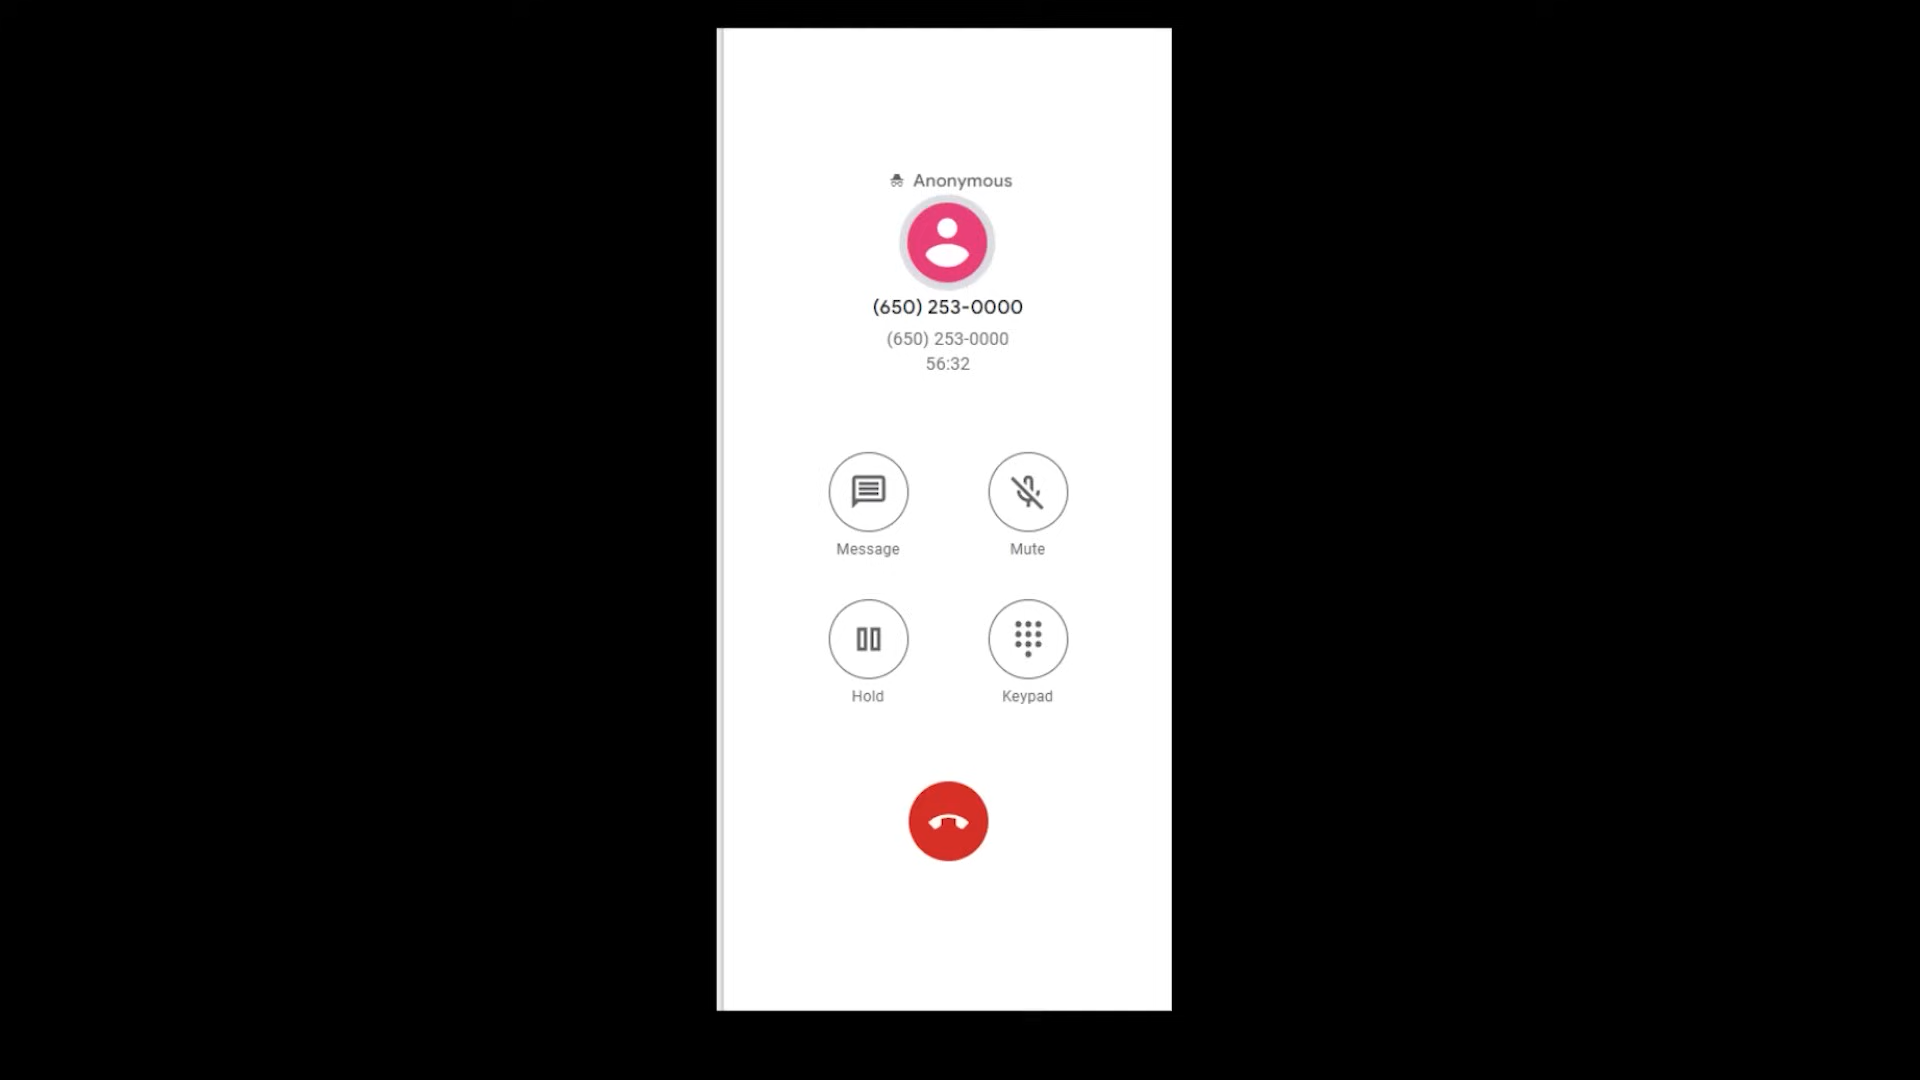 Anonymous
(650) 253-0000
(650) 253-0000
56:32
Message
Mute
Hold
Keypad